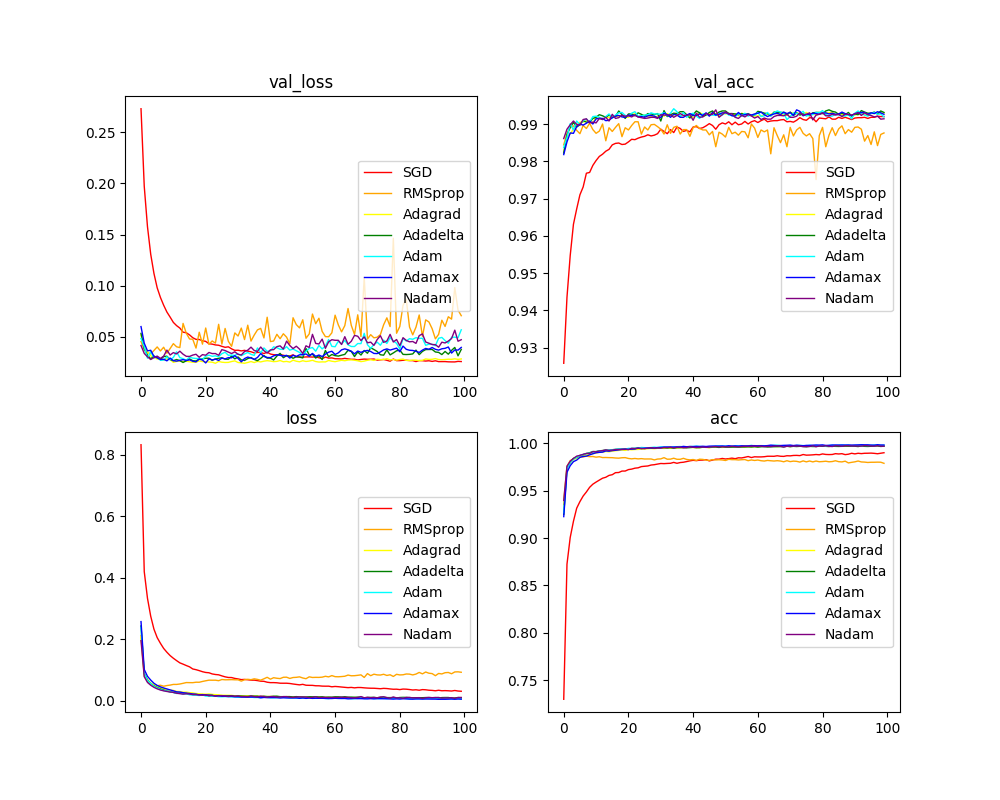 val_loss
0.25
0.20
0.15
0.10
0.05
0 20 40 60 80 100
SGD
RMSprop
Adagrad
Adadelta
Adam
Adamax
Nadam
val_acc
0.99
0.98
0.97
0.96
0.95
0.94
0.93
0 20 40 60 80 100
SGD
RMSprop
Adagrad
Adadelta
Adam
Adamax
Nadam
loss
0.8
0.6
0.4
0.2
0.0
0 20 40 60 80 100
SGD
RMSprop
Adagrad
Adadelta
Adam
Adamax
Nadam
acc
1.00
0.95
0.90
0.85
0.80
0.75
0 20 40 60 80 100
SGD
RMSprop
Adagrad
Adadelta
Adam
Adamax
Nadam